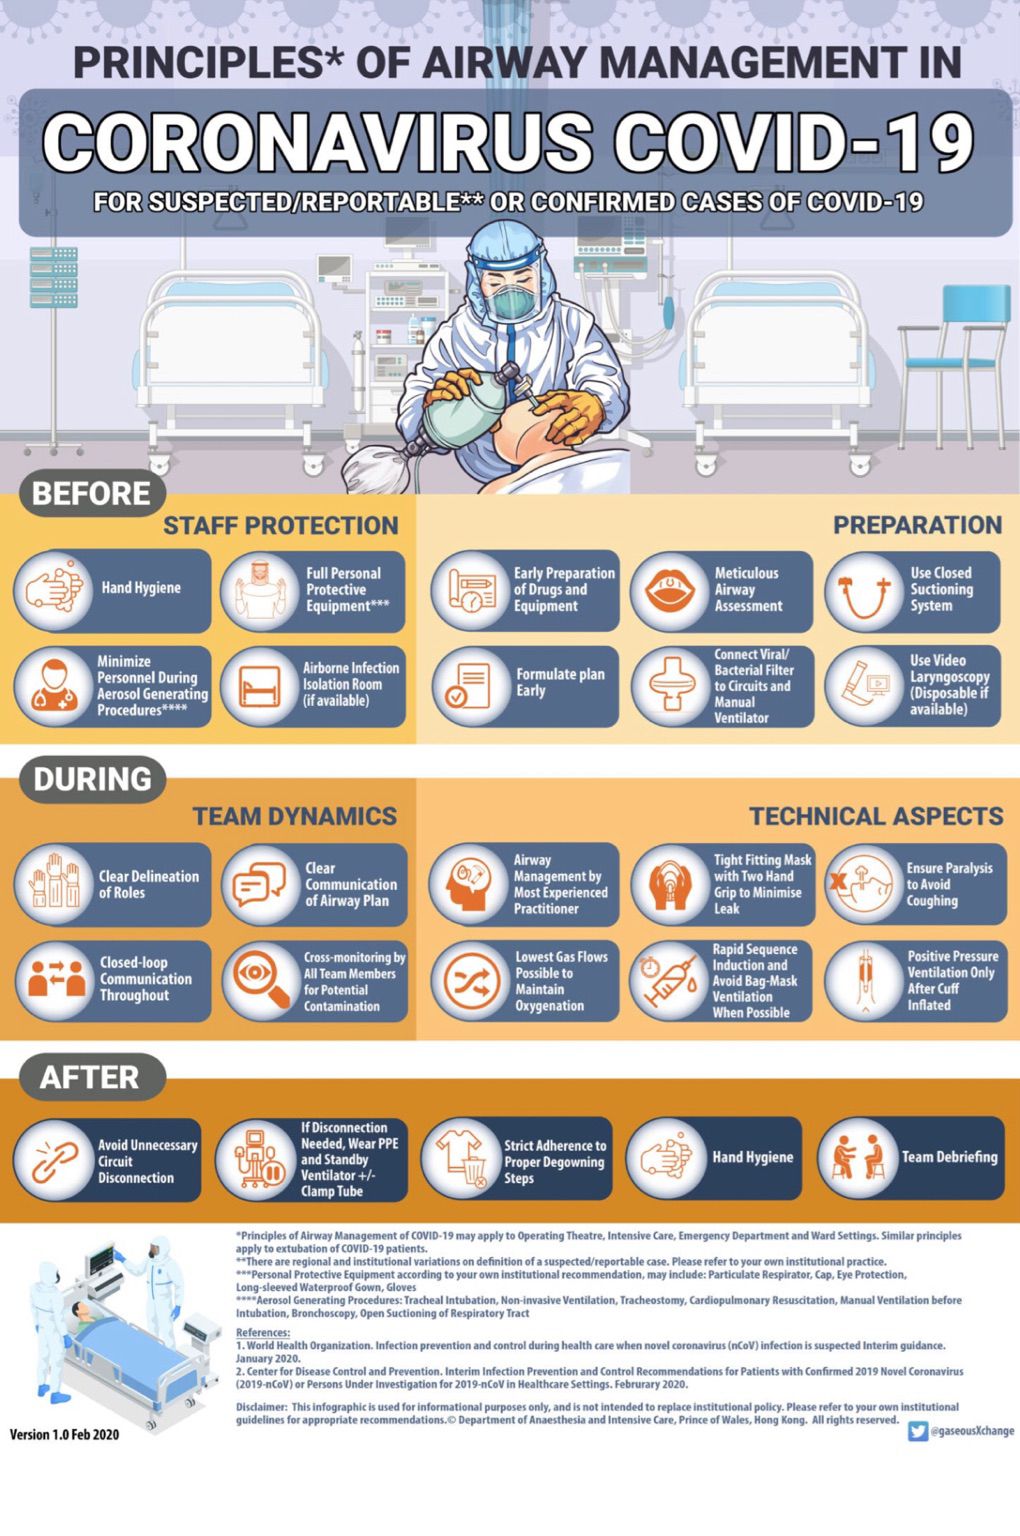 PRINCIPLES* OF AIRWAY MANAGEMENT IN
CORONAVIRUS COVID-19
FOR SUSPECTED/REPORTABLE** OR CONFIRMED CASES OF COVID-19
BEFORE
STAFF PROTECTION
Hand Hygiene
Full Personal
Protective
Equipment***
Minimize
Personnel During
Aerosol Generating
Procedures****
Airborne Infection
Isolation Room
(if available)
PREPARATION
Early Preparation
of Drugs and
Equipment
Meticulous
Airway
Assessment
Use Closed
Suctioning
System
Formulate plan
Early
Connect Viral/
Bacterial Filter
to Circuits and
Manual
Ventilator
Use Video
Laryngoscopy
(Disposable if
available)
DURING
TEAM DYNAMICS
Clear Delineation
of Roles
Clear
Communication
of Airway Plan
Closed-loop
Communication
Throughout
Cross-monitoring by
All Team Members
for Potential
Contamination
TECHNICAL ASPECTS
Airway
Management by
Most Experienced
Practitioner
Tight Fitting Mask
with Two Hand
Grip to Minimise
Leak
Ensure Paralysis
to Avoid
Coughing
Lowest Gas Flows
Possible to
Maintain
Oxygenation
Rapid Sequence
Induction and
Avoid Bag-Mask
Ventilation
When Possible
Positive Pressure
Ventilation Only
After Cuff
Inflated
AFTER
Avoid Unnecessary
Circuit
Disconnection
If Disconnection
Needed, Wear PPE
and Standby
Ventilator +/-
Clamp Tube
Strict Adherence to
Proper Degowning
Steps
Hand Hygiene
Team Debriefing
*Principles of Airway Management of COVID-19 may apply to Operating Theatre, Intensive Care, Emergency Department and Ward Settings. Similar principles
apply to extubation of COVID-19 patients.
**There are regional and institutional variations on definition of a suspected/reportable case. Please refer to your own institutional practice.
***Personal Protective Equipment according to your own institutional recommendation, may include: Particulate Respirator, Cap, Eye Protection,
Long-sleeved Waterproof Gown, Gloves
****Aerosol Generating Procedures: Tracheal Intubation, Non-invasive Ventilation, Tracheostomy, Cardiopulmonary Resuscitation, Manual Ventilation before
Intubation, Bronchoscopy, Open Suctioning of Respiratory Tract
References:
1. World Health Organization. Infection prevention and control during health care when novel coronavirus (nCoV) infection is suspected Interim guidance.
January 2020.
2. Center for Disease Control and Prevention. Interim Infection Prevention and Control Recommendations for Patients with Confirmed 2019 Novel Coronavirus
(2019-nCoV) or Persons Under Investigation for 2019-nCoV in Healthcare Settings. Februrary 2020.
Disclaimer: This infographic is used for informational purposes only, and is not intended to replace institutional policy. Please refer to your own institutional
guidelines for appropriate recommendations.© Department of Anaesthesia and Intensive Care, Prince of Wales, Hong Kong. All rights reserved.
Version 1.0 Feb 2020
@gaseousXchange